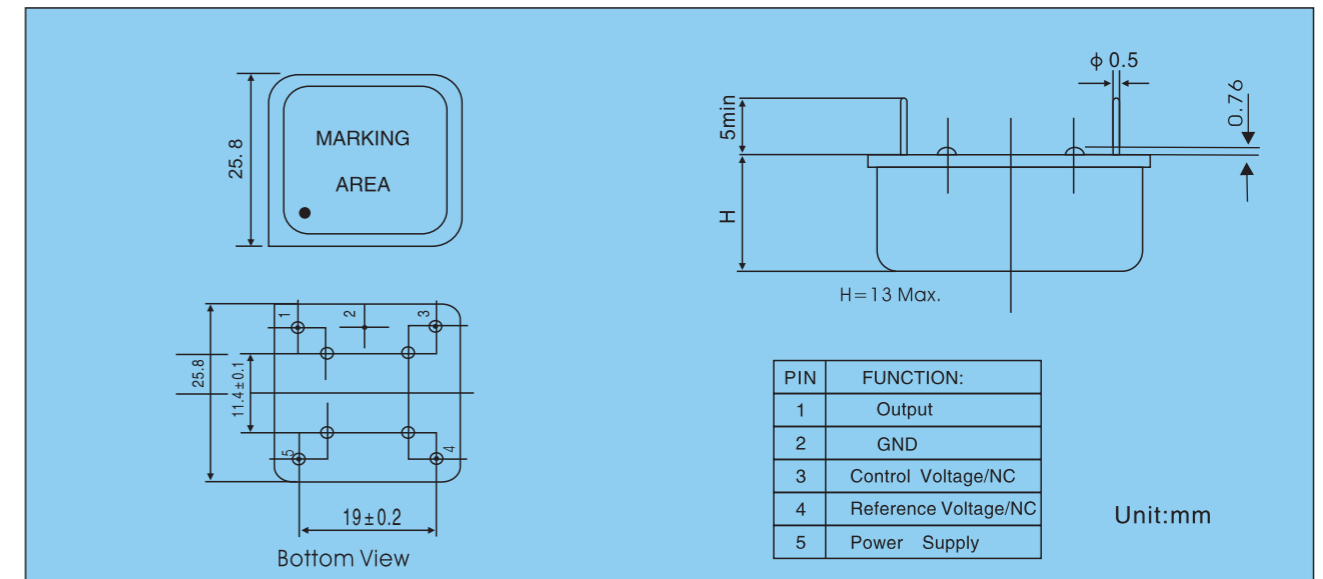 25.8
MARKING
AREA
φ 0.5
5min
0.76
H
H=13 Max.
1
2
3
25.8
11.4±0.1
5
4
19±0.2
Bottom View
PIN FUNCTION:
1 Output
2 GND
3 Control Voltage/NC
4 Reference Voltage/NC
5 Power Supply
Unit:mm